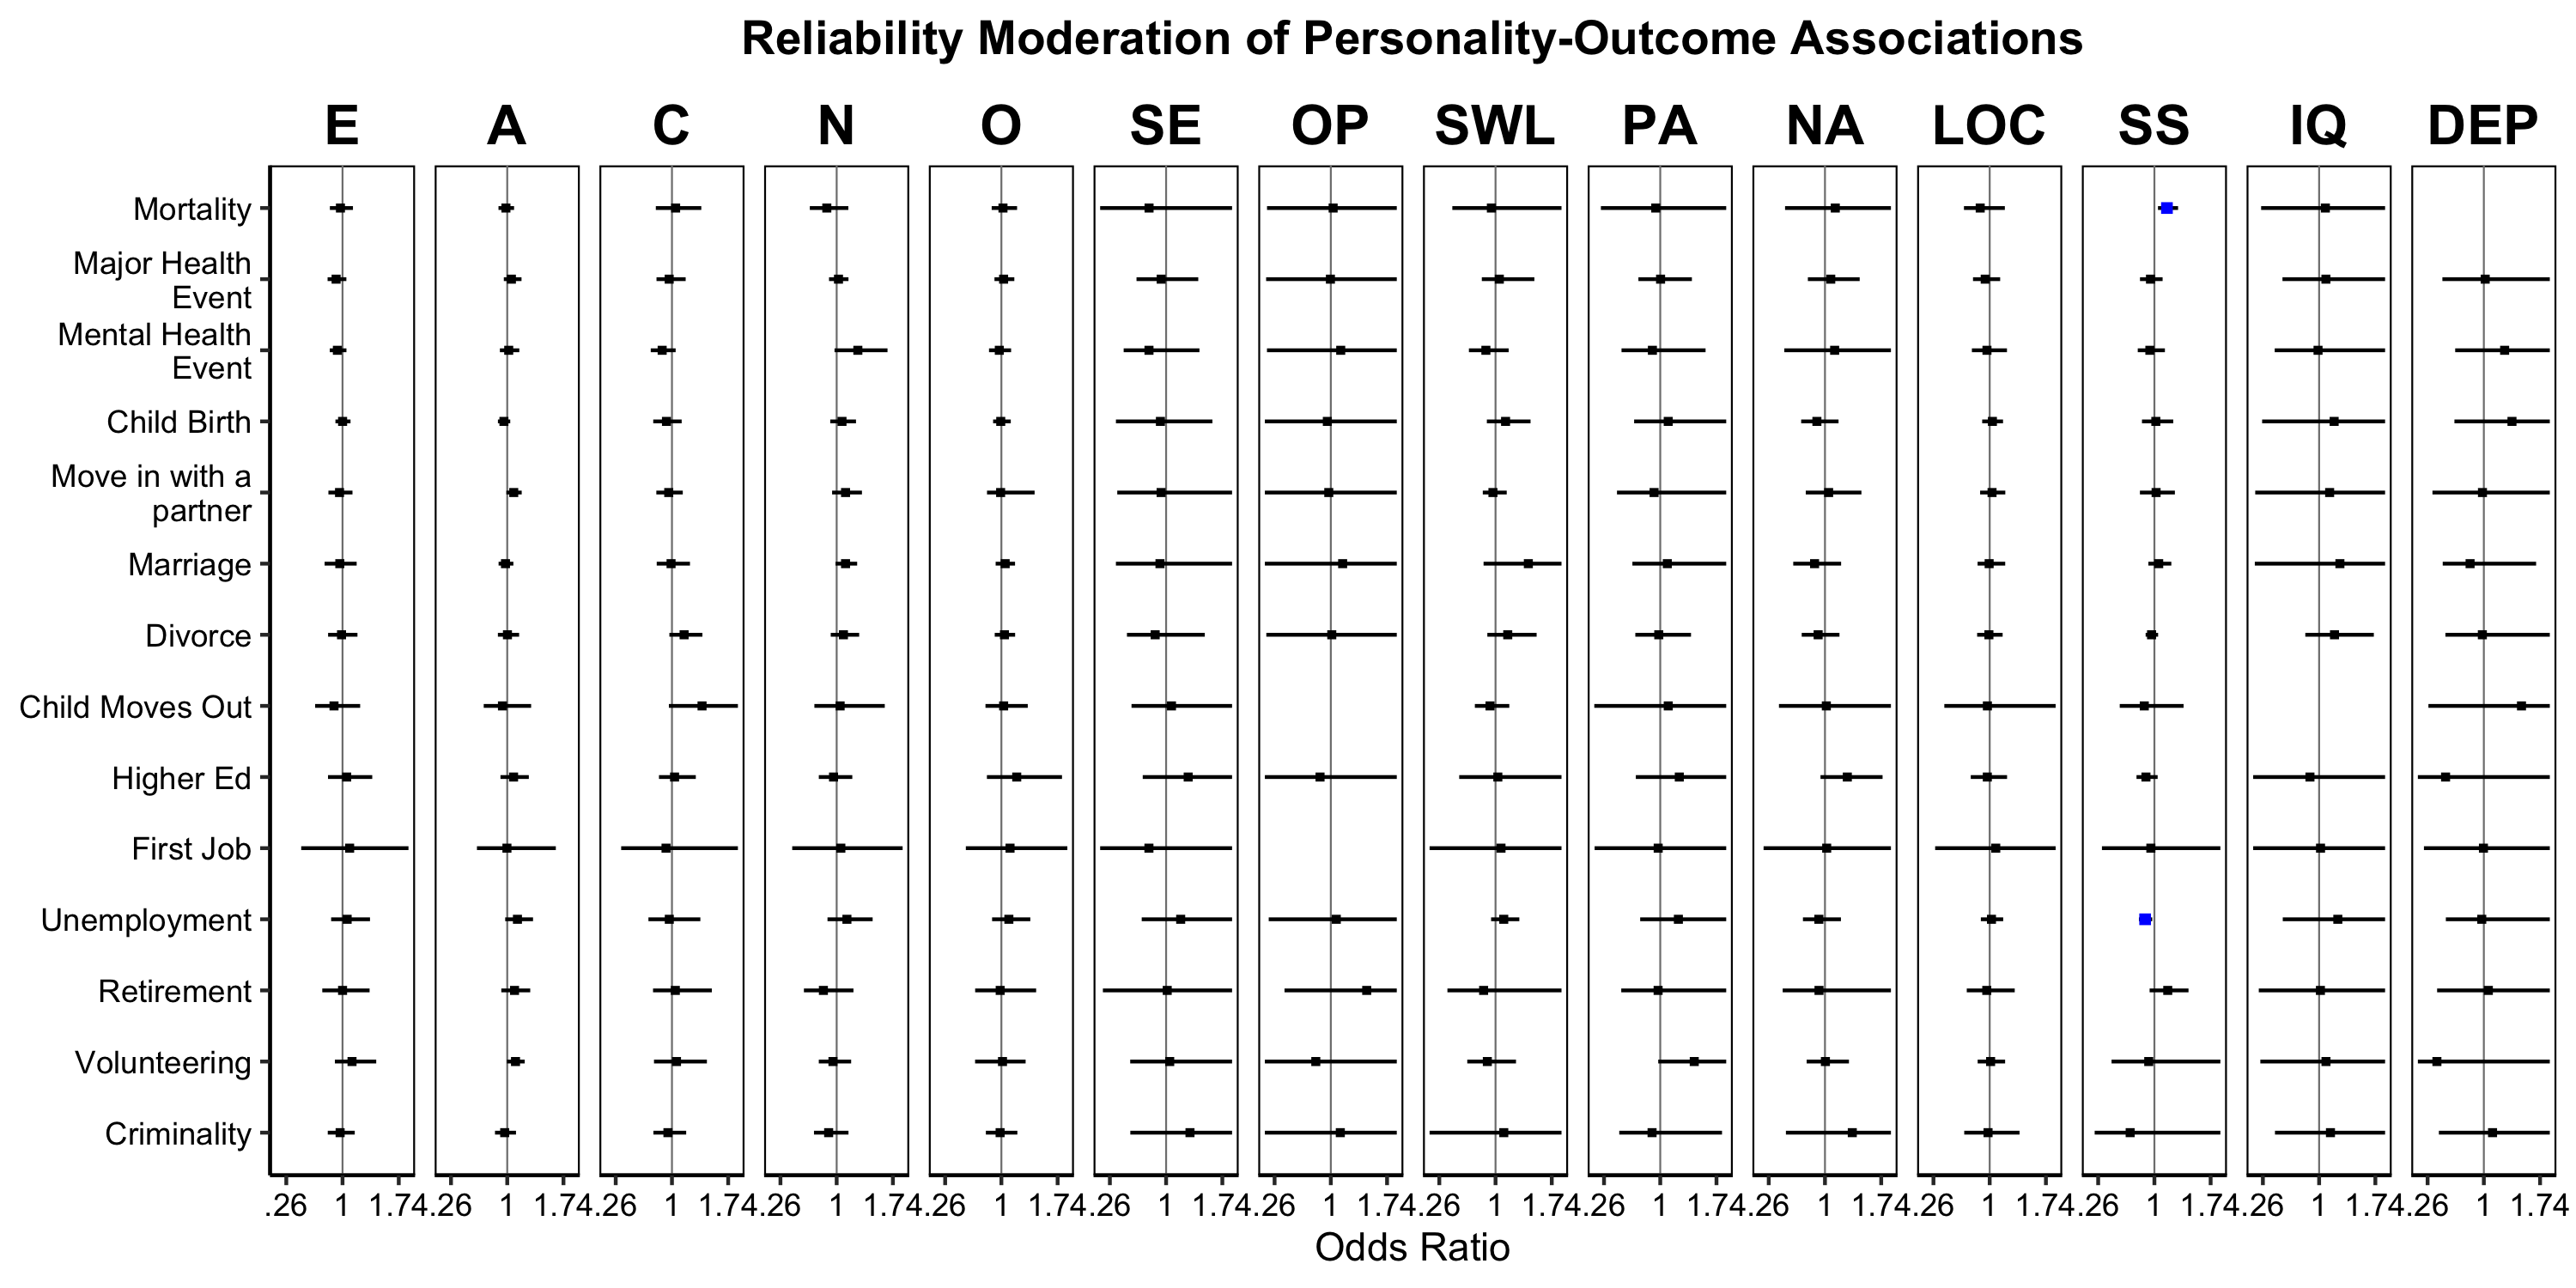 Reliability Moderation of Personality-Outcome Associations
E A C N O SE OP SWL PA NA LOC SS IQ DEP
Mortality
Major Health
Event
Mental Health
Event
Child Birth
Move in with a
partner
Marriage
Divorce
Child Moves Out
Higher Ed
First Job
Unemployment
Retirement
Volunteering
Criminality
.26 1 1.74 .26 1 1.74 .26 1 1.74 .26 1 1.74 .26 1 1.74 .26 1 1.74 .26 1 1.74 .26 1 1.74 .26 1 1.74 .26 1 1.74 .26 1 1.74 .26 1 1.74 .26 1 1.74 .26 1 1.74
Odds Ratio